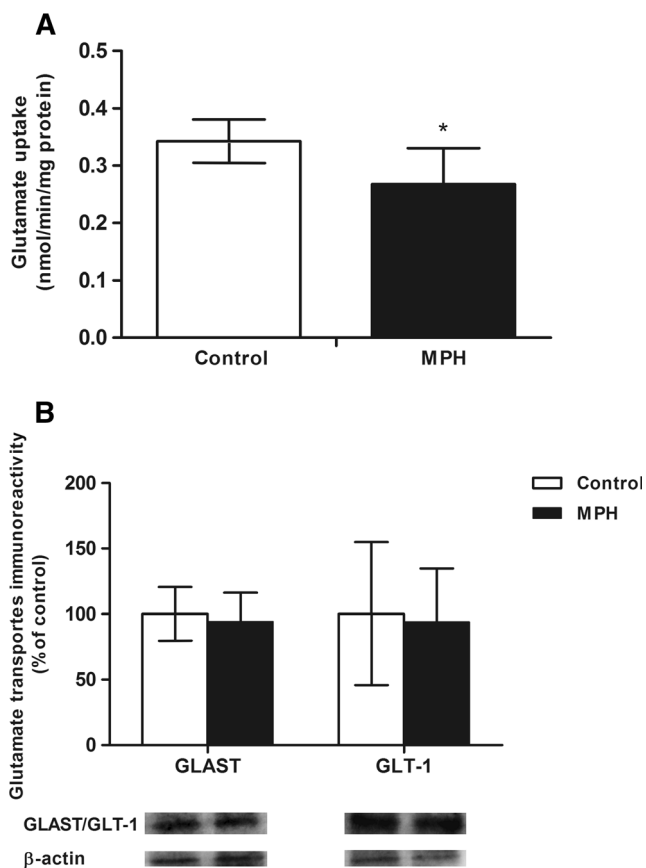 A
Glutamate uptake
(nmol/min/mg protein)
0.5
0.4
0.3
0.2
0.1
0.0
*
Control
MPH
B
Glutamate transportes immunoreactivity
(% of control)
200
150
100
50
0
GLAST
GLT-1
Control
MPH
GLAST/GLT-1
β-actin